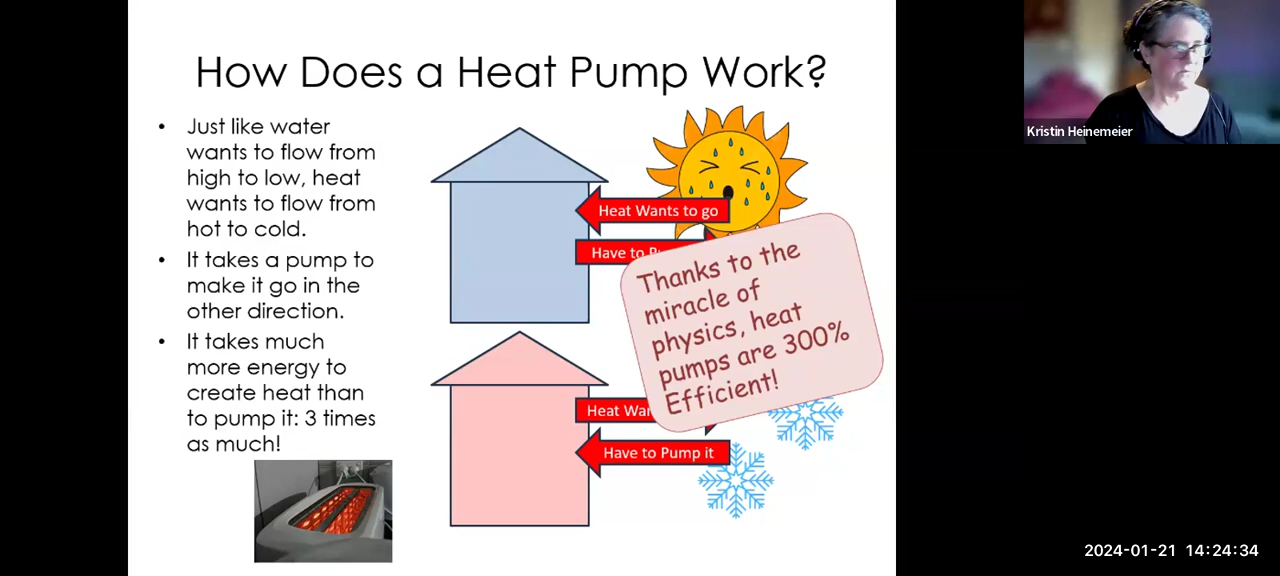 How Does a Heat Pump Work?
• Just like water
wants to flow from
high to low, heat
wants to flow from
hot to cold.
• It takes a pump to
make it go in the
other direction.
• It takes much
more energy to
create heat than
to pump it: 3 times
as much!
Heat Wants to go
Have to
Thanks to the
miracle of
physics, heat
pumps are 300%
Efficient!
Heat
Have to Pump it
Kristin Heinemeier
2024-01-21 14:24:34